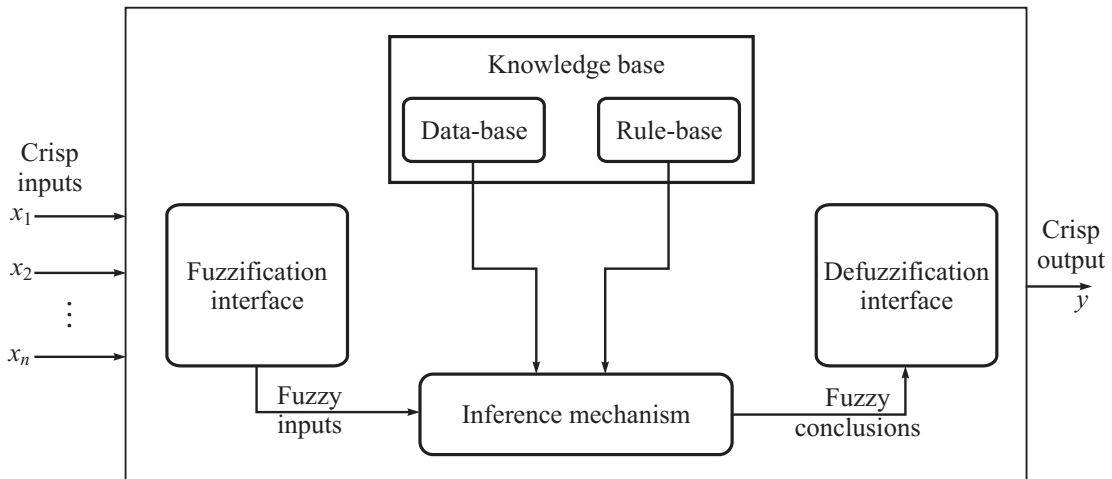 Knowledge base
Data-base
Rule-base
Crisp
inputs
x₁
x₂
⋮
xₙ
Fuzzification
interface
Defuzzification
interface
Crisp
output
y
Fuzzy
inputs
Inference mechanism
Fuzzy
conclusions